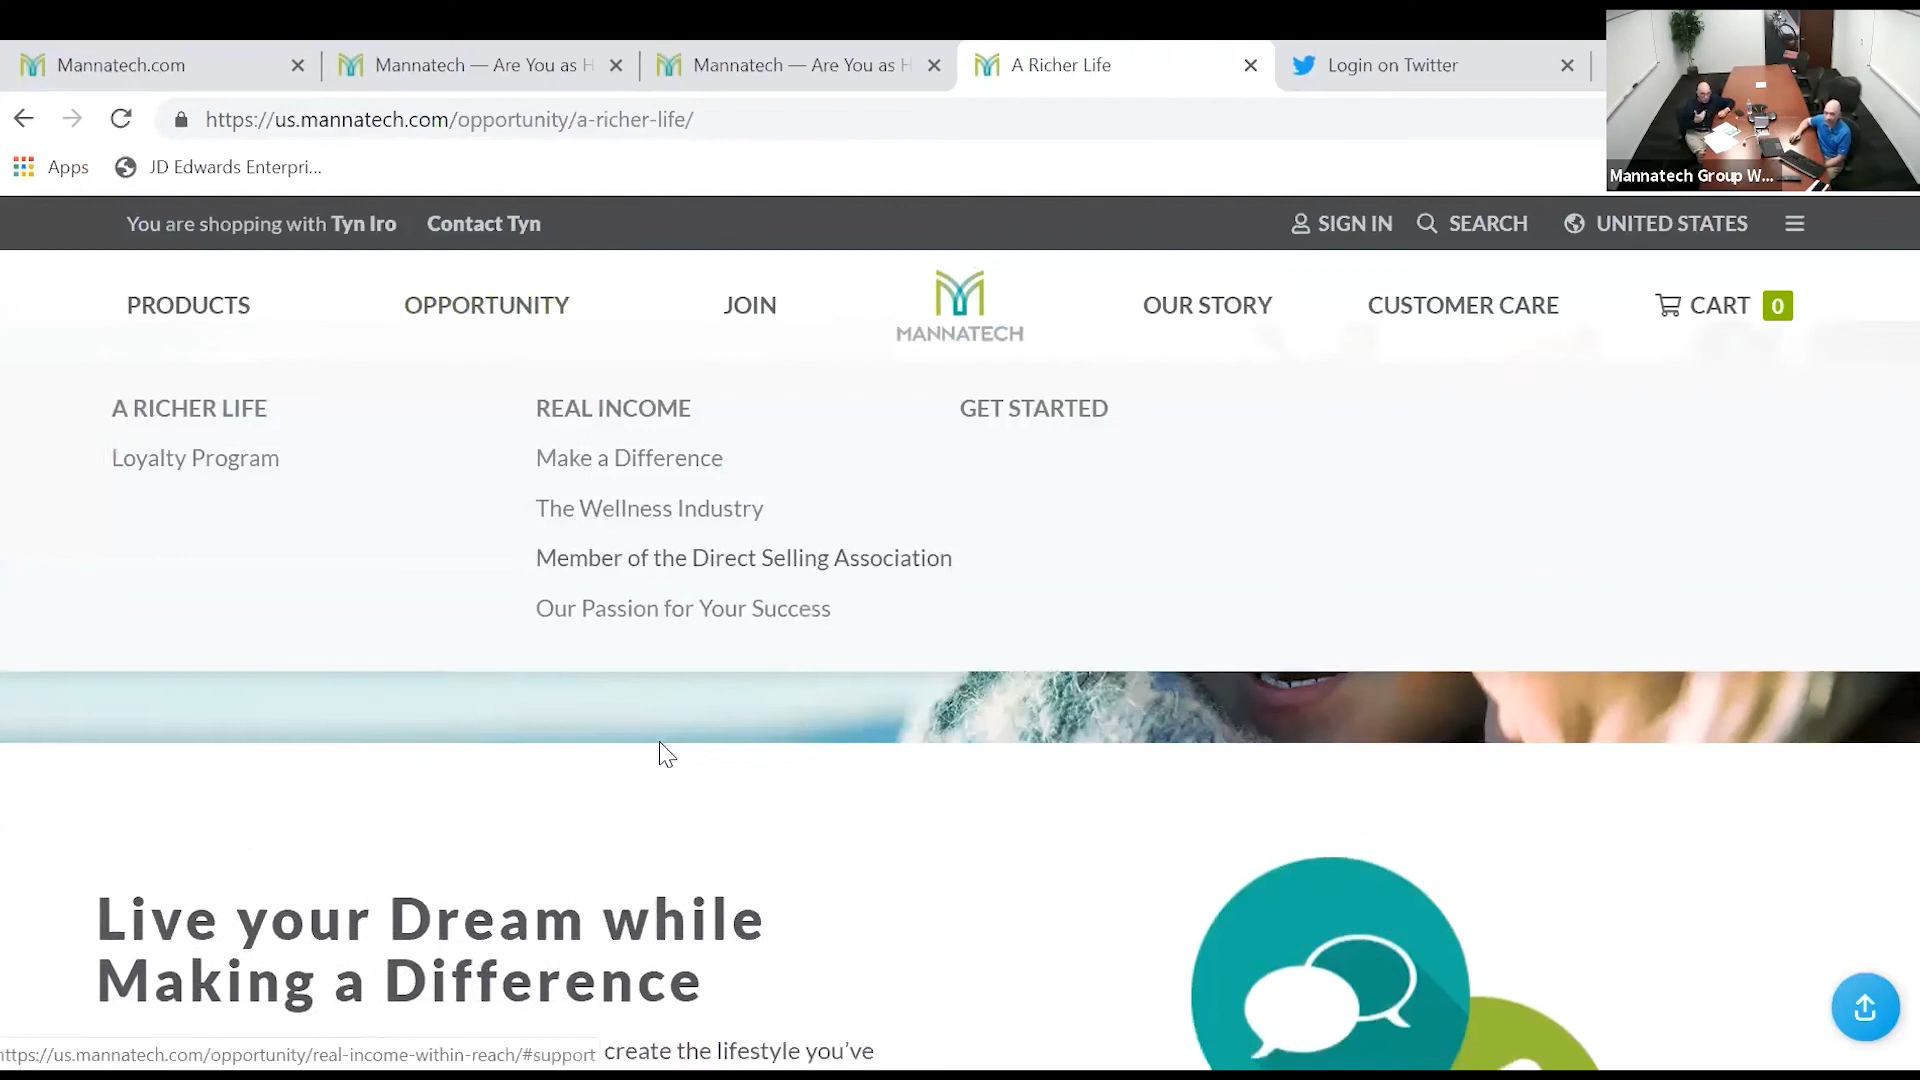 Mannatech.com
Mannatech — Are You as H
Mannatech — Are You as H
A Richer Life
Login on Twitter
https://us.mannatech.com/opportunity/a-richer-life/
Apps
JD Edwards Enterpri...
Mannatech Group W...
You are shopping with Tyn Iro
Contact Tyn
SIGN IN
SEARCH
UNITED STATES
PRODUCTS
OPPORTUNITY
JOIN
MANNATECH
OUR STORY
CUSTOMER CARE
CART 0
A RICHER LIFE
REAL INCOME
GET STARTED
Loyalty Program
Make a Difference
The Wellness Industry
Member of the Direct Selling Association
Our Passion for Your Success
Live your Dream while
Making a Difference
https://us.mannatech.com/opportunity/real-income-within-reach/#support
create the lifestyle you've